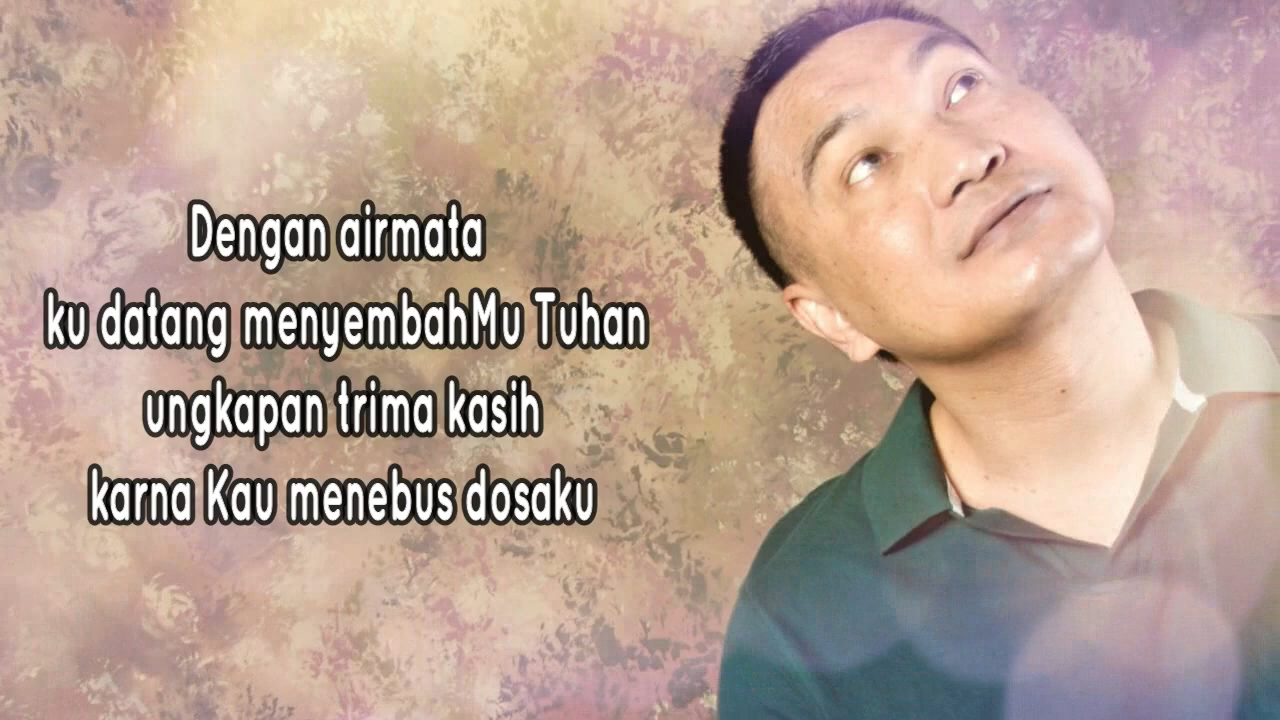 Dengan airmata
ku datang menyembahMu Tuhan
ungkapan trima kasih
karna Kau menebus dosaku